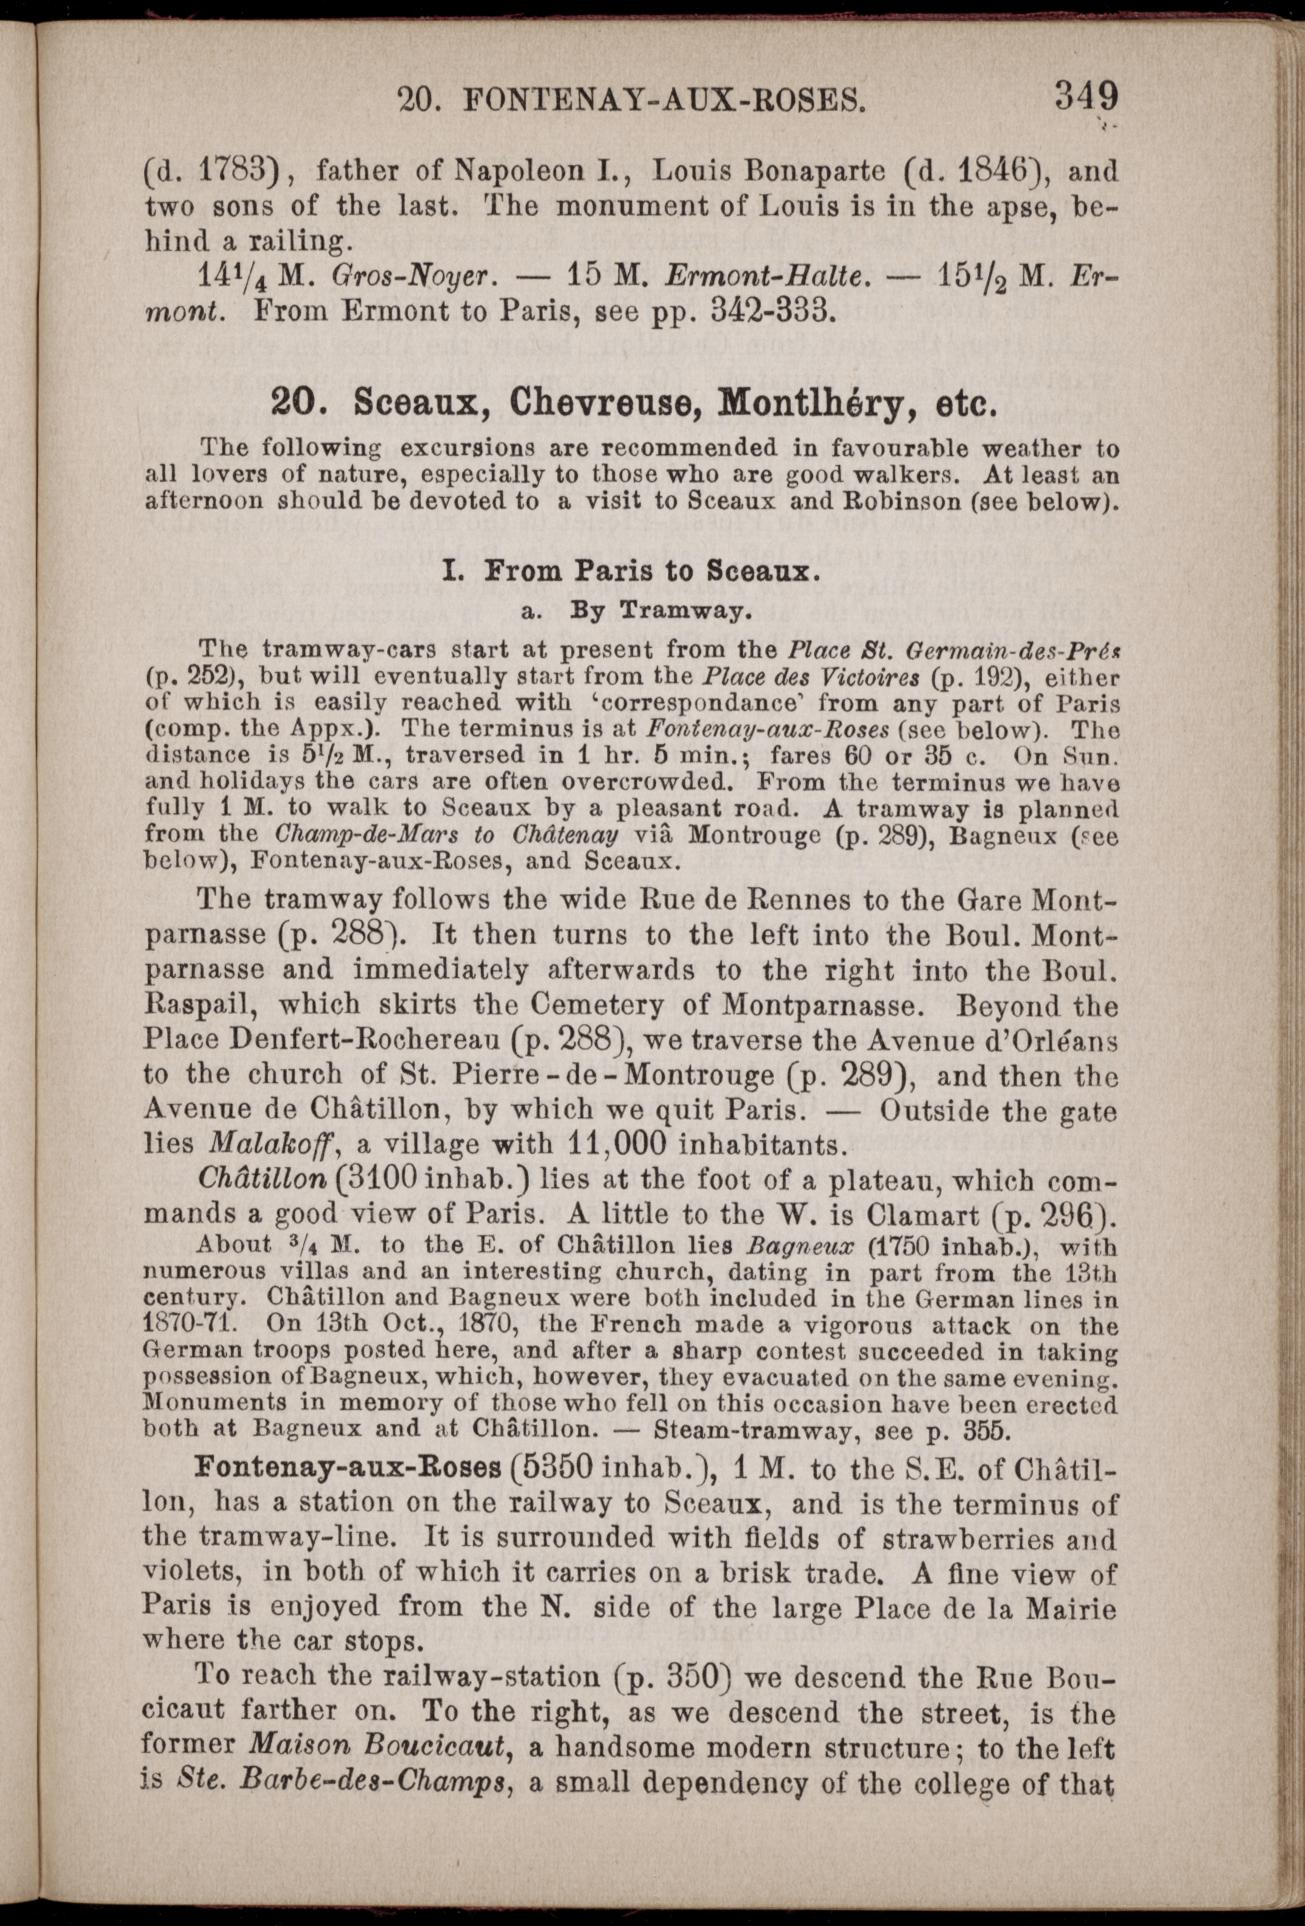 20. FONTENAY-AUX-ROSES. 349
(d. 1783), father of Napoleon I., Louis Bonaparte (d. 1846), and
two sons of the last. The monument of Louis is in the apse, be-
hind a railing.
14¹/₄ M. Gros-Noyer. — 15 M. Ermont-Halte. — 15¹/₂ M. Er-
mont. From Ermont to Paris, see pp. 342-333.
20. Sceaux, Chevreuse, Montlhéry, etc.
The following excursions are recommended in favourable weather to
all lovers of nature, especially to those who are good walkers. At least an
afternoon should be devoted to a visit to Sceaux and Robinson (see below).
I. From Paris to Sceaux.
a. By Tramway.
The tramway-cars start at present from the Place St. Germain-des-Prés
(p. 252), but will eventually start from the Place des Victoires (p. 192), either
of which is easily reached with ‘correspondance’ from any part of Paris
(comp. the Appx.). The terminus is at Fontenay-aux-Roses (see below). The
distance is 5¹/₂ M., traversed in 1 hr. 5 min.; fares 60 or 35 c. On Sun.
and holidays the cars are often overcrowded. From the terminus we have
fully 1 M. to walk to Sceaux by a pleasant road. A tramway is planned
from the Champ-de-Mars to Châtenay viâ Montrouge (p. 289), Bagneux (see
below), Fontenay-aux-Roses, and Sceaux.
The tramway follows the wide Rue de Rennes to the Gare Mont-
parnasse (p. 288). It then turns to the left into the Boul. Mont-
parnasse and immediately afterwards to the right into the Boul.
Raspail, which skirts the Cemetery of Montparnasse. Beyond the
Place Denfert-Rochereau (p. 288), we traverse the Avenue d'Orléans
to the church of St. Pierre-de-Montrouge (p. 289), and then the
Avenue de Châtillon, by which we quit Paris. — Outside the gate
lies Malakoff, a village with 11,000 inhabitants.
Châtillon (3100 inhab.) lies at the foot of a plateau, which com-
mands a good view of Paris. A little to the W. is Clamart (p. 296).
About ³/₄ M. to the E. of Châtillon lies Bagneux (1750 inhab.), with
numerous villas and an interesting church, dating in part from the 13th
century. Châtillon and Bagneux were both included in the German lines in
1870-71. On 13th Oct., 1870, the French made a vigorous attack on the
German troops posted here, and after a sharp contest succeeded in taking
possession of Bagneux, which, however, they evacuated on the same evening.
Monuments in memory of those who fell on this occasion have been erected
both at Bagneux and at Châtillon. — Steam-tramway, see p. 355.
Fontenay-aux-Roses (5350 inhab.), 1 M. to the S.E. of Châtil-
lon, has a station on the railway to Sceaux, and is the terminus of
the tramway-line. It is surrounded with fields of strawberries and
violets, in both of which it carries on a brisk trade. A fine view of
Paris is enjoyed from the N. side of the large Place de la Mairie
where the car stops.
To reach the railway-station (p. 350) we descend the Rue Bou-
cicaut farther on. To the right, as we descend the street, is the
former Maison Boucicaut, a handsome modern structure; to the left
is Ste. Barbe-des-Champs, a small dependency of the college of that